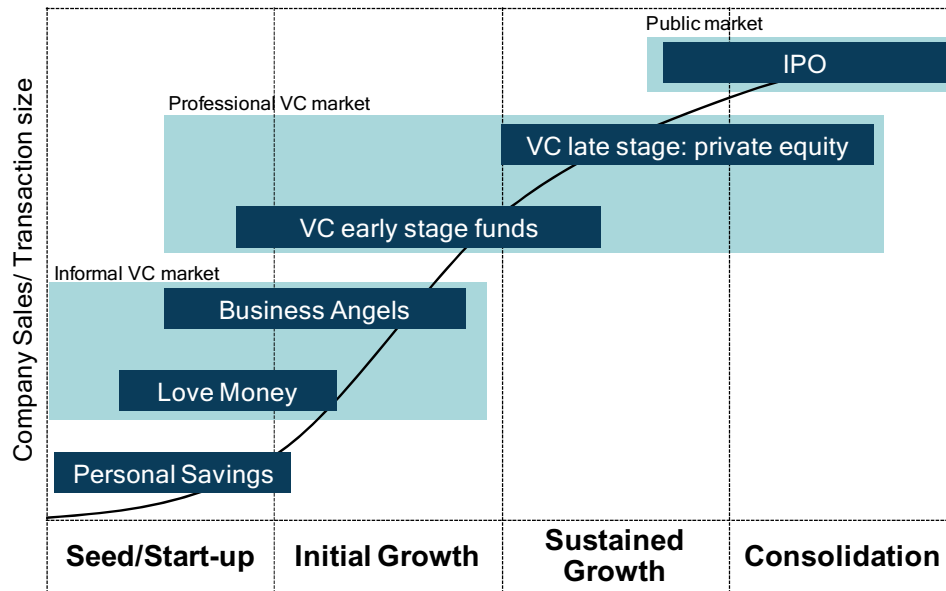 Public market
IPO
Professional VC market
VC late stage: private equity
VC early stage funds
Informal VC market
Business Angels
Love Money
Personal Savings
Company Sales/ Transaction size
Seed/Start-up
Initial Growth
Sustained
Growth
Consolidation